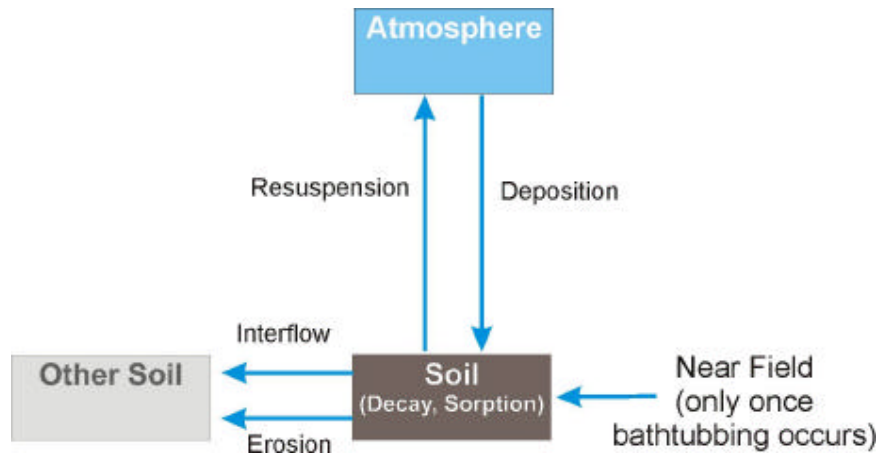 Atmosphere
Resuspension
Deposition
Interflow
Other Soil
Soil
(Decay, Sorption)
Near Field
(only once
bathtubbing occurs)
Erosion